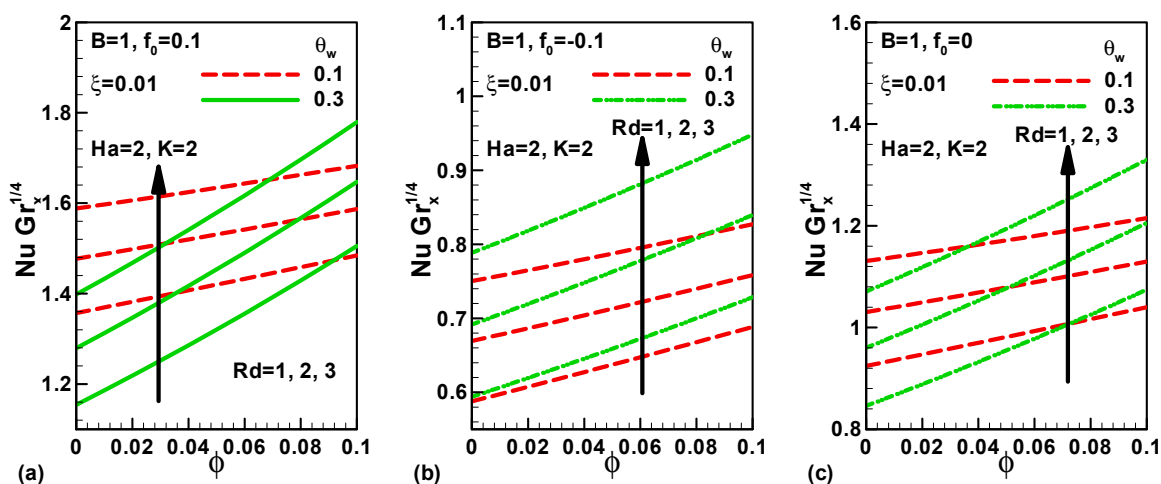 2
B=1, f₀=0.1
θw
0.1
0.3
ξ=0.01
1.8
Ha=2, K=2
1.6
Nu Grₓ^1/4
1.4
Rd=1, 2, 3
1.2
0 0.02 0.04 0.06 0.08 0.1
(a) ϕ
1.1
B=1, f₀=-0.1
θw
0.1
0.3
ξ=0.01
1
0.9
Rd=1, 2, 3
Ha=2, K=2
0.8
Nu Grₓ^1/4
0.7
0.6
0 0.02 0.04 0.06 0.08 0.1
(b) ϕ
1.6
B=1, f₀=0
θw
0.1
0.3
ξ=0.01
1.4
Rd=1, 2, 3
Ha=2, K=2
1.2
Nu Grₓ^1/4
1
0.8
0 0.02 0.04 0.06 0.08 0.1
(c) ϕ